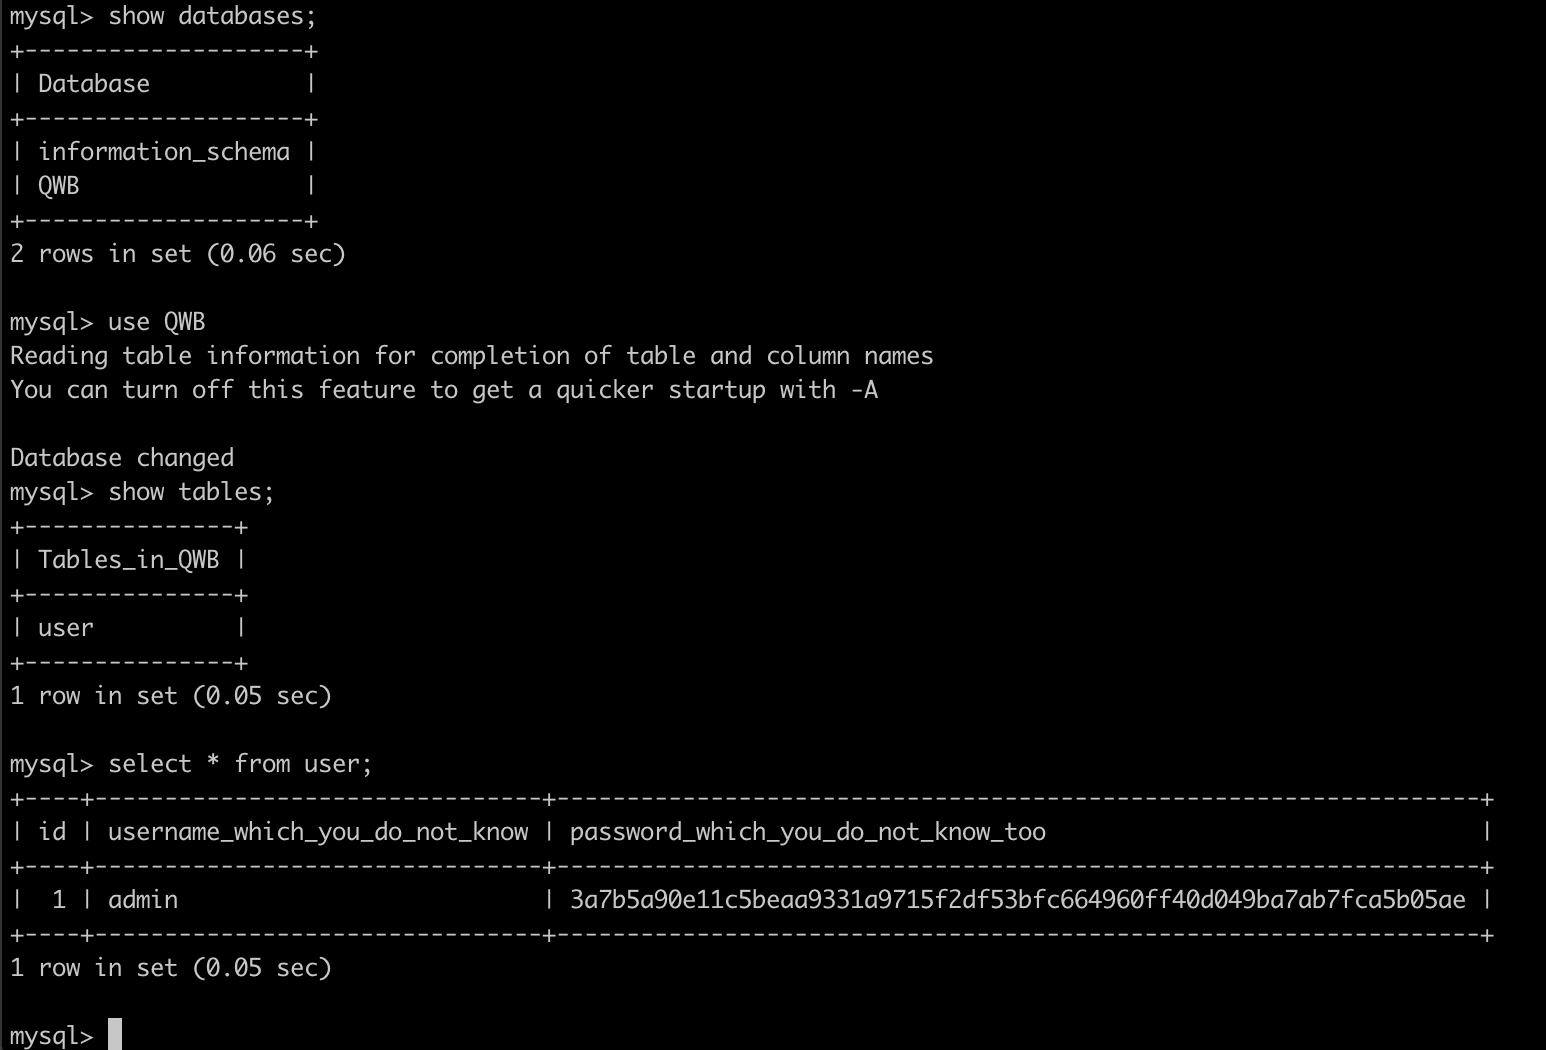 mysql> show databases;
+--------------------+
| Database           |
+--------------------+
| information_schema |
| QWB                |
+--------------------+
2 rows in set (0.06 sec)

mysql> use QWB
Reading table information for completion of table and column names
You can turn off this feature to get a quicker startup with -A

Database changed
mysql> show tables;
+---------------+
| Tables_in_QWB |
+---------------+
| user          |
+---------------+
1 row in set (0.05 sec)

mysql> select * from user;
+----+--------------------------------+------------------------------------------------------------------+
| id | username_which_you_do_not_know | password_which_you_do_not_know_too                               |
+----+--------------------------------+------------------------------------------------------------------+
|  1 | admin                          | 3a7b5a90e11c5beaa9331a9715f2df53bfc664960ff40d049ba7ab7fca5b05ae |
+----+--------------------------------+------------------------------------------------------------------+
1 row in set (0.05 sec)

mysql>